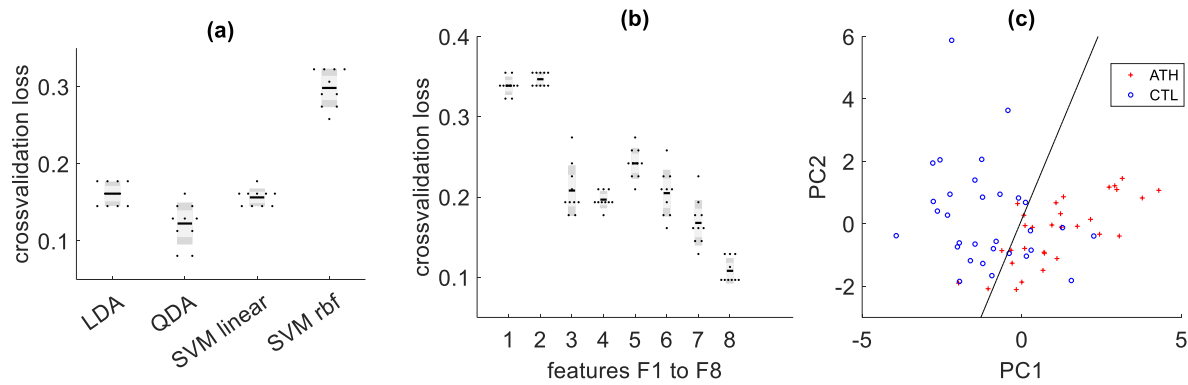 (a)
crossvalidation loss
0.3
0.2
0.1
LDA
QDA
SVM linear
SVM rbf
(b)
crossvalidation loss
0.4
0.3
0.2
0.1
1 2 3 4 5 6 7 8
features F1 to F8
(c)
PC2
6
4
2
0
-2
-5 0 5
PC1
ATH
CTL